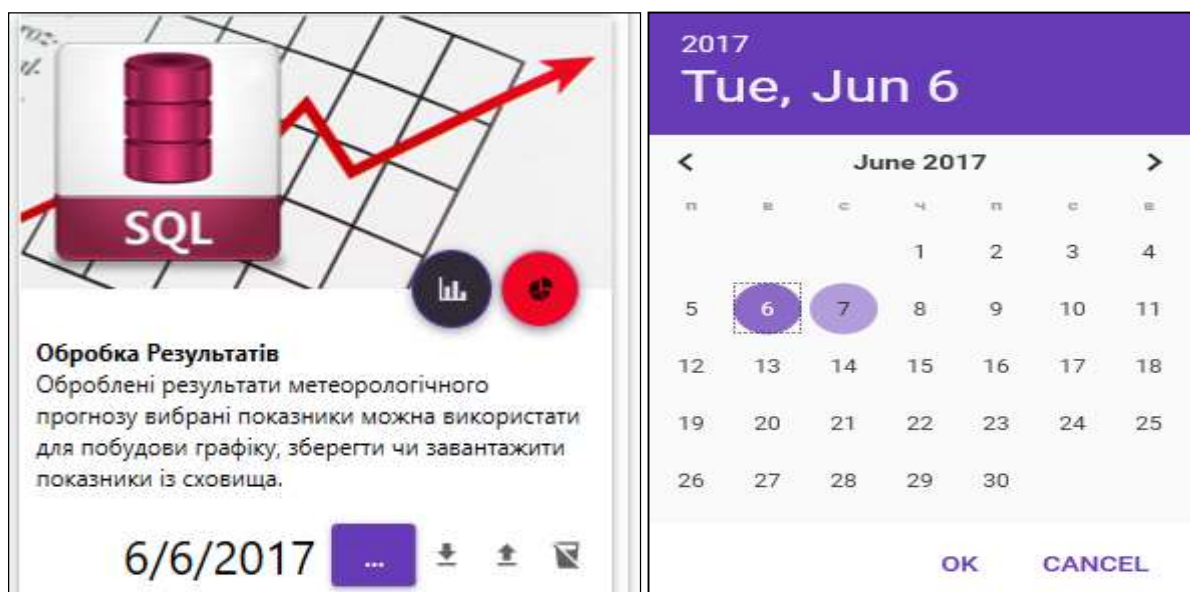 SQL
Обробка Результатів
Оброблені результати метеорологічного
прогнозу вибрані показники можна використати
для побудови графіку, зберегти чи завантажити
показники із сховища.
6/6/2017 ...
2017
Tue, Jun 6
< June 2017 >
п в с ч п с в
1 2 3 4
5 6 7 8 9 10 11
12 13 14 15 16 17 18
19 20 21 22 23 24 25
26 27 28 29 30
OK CANCEL